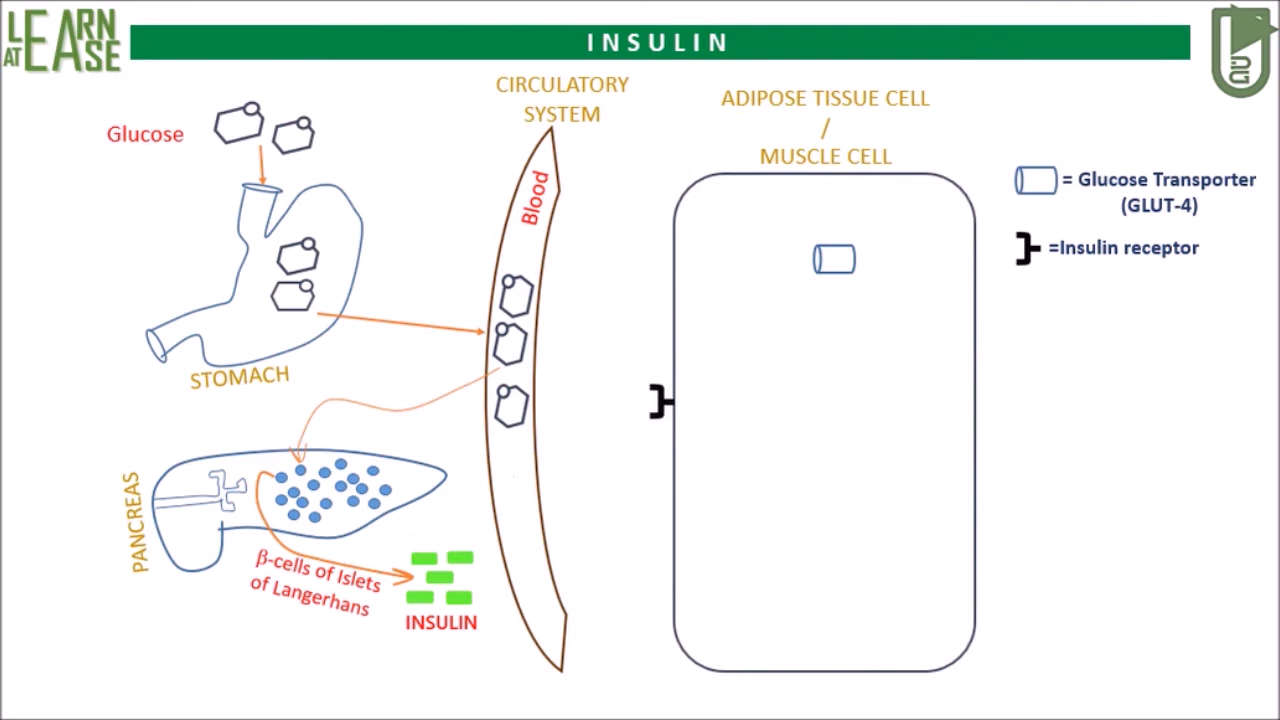 LEARN
AT EASE
INSULIN
CIRCULATORY
SYSTEM
ADIPOSE TISSUE CELL
/
MUSCLE CELL
Glucose
Blood
= Glucose Transporter
(GLUT-4)
=Insulin receptor
STOMACH
PANCREAS
β-cells of Islets
of Langerhans
INSULIN